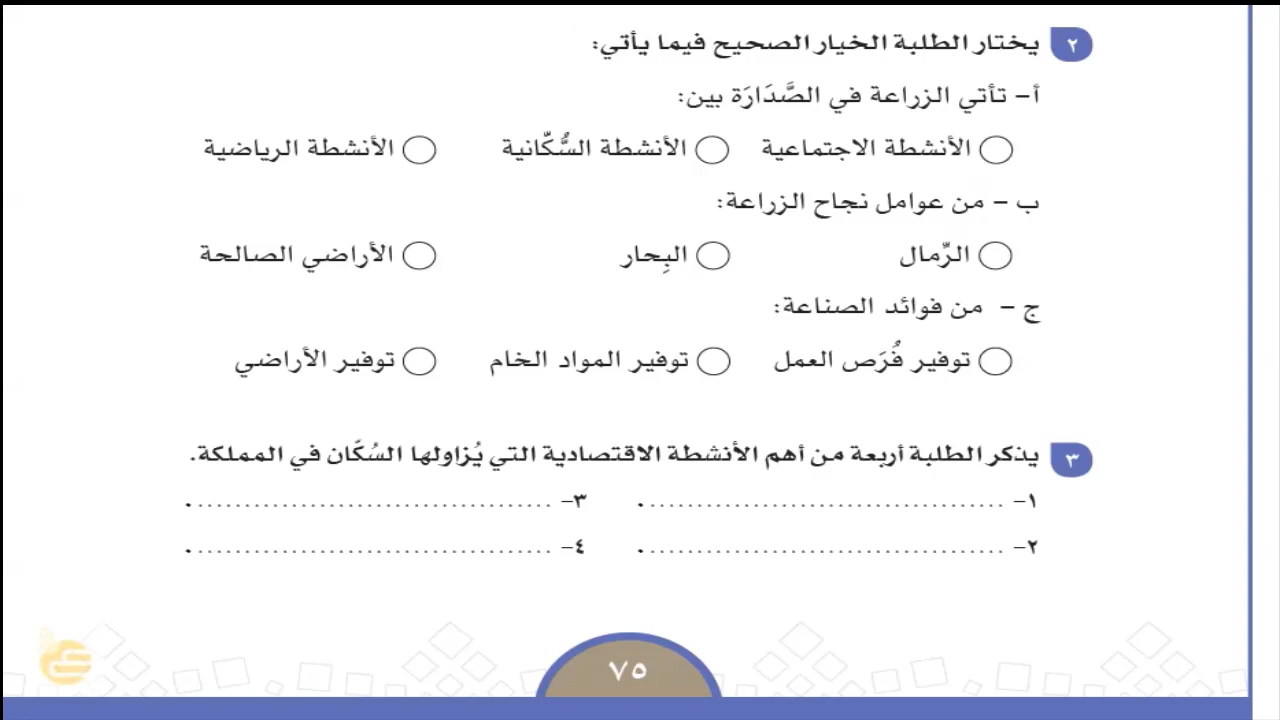 ٢ يختار الطلبة الخيار الصحيح فيما يأتي:
أ- تأتي الزراعة في الصَّدَارَة بين:
الأنشطة الاجتماعية الأنشطة السُّكّانية الأنشطة الرياضية
ب - من عوامل نجاح الزراعة:
الرِّمال البِحار الأراضي الصالحة
ج - من فوائد الصناعة:
توفير فُرَص العمل توفير المواد الخام توفير الأراضي
٣ يذكر الطلبة أربعة من أهم الأنشطة الاقتصادية التي يُزاولها السُكّان في المملكة.
١- ...................................... ٣- ......................................
٢- ...................................... ٤- ......................................
٧٥